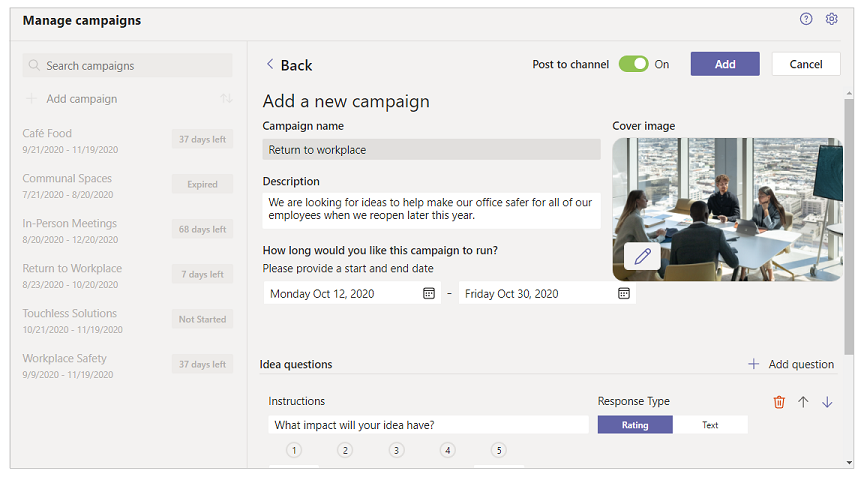 Manage campaigns
Search campaigns
Add campaign
Café Food
9/21/2020 - 11/19/2020
37 days left
Communal Spaces
7/21/2020 - 8/20/2020
Expired
In-Person Meetings
8/20/2020 - 12/20/2020
68 days left
Return to Workplace
8/23/2020 - 10/20/2020
7 days left
Touchless Solutions
10/21/2020 - 11/19/2020
Not Started
Workplace Safety
9/9/2020 - 11/19/2020
37 days left
Back
Post to channel
On
Add
Cancel
Add a new campaign
Campaign name
Return to workplace
Cover image
Description
We are looking for ideas to help make our office safer for all of our
employees when we reopen later this year.
How long would you like this campaign to run?
Please provide a start and end date
Monday Oct 12, 2020
-
Friday Oct 30, 2020
Idea questions
Add question
Instructions
Response Type
What impact will your idea have?
Rating
Text
1 2 3 4 5